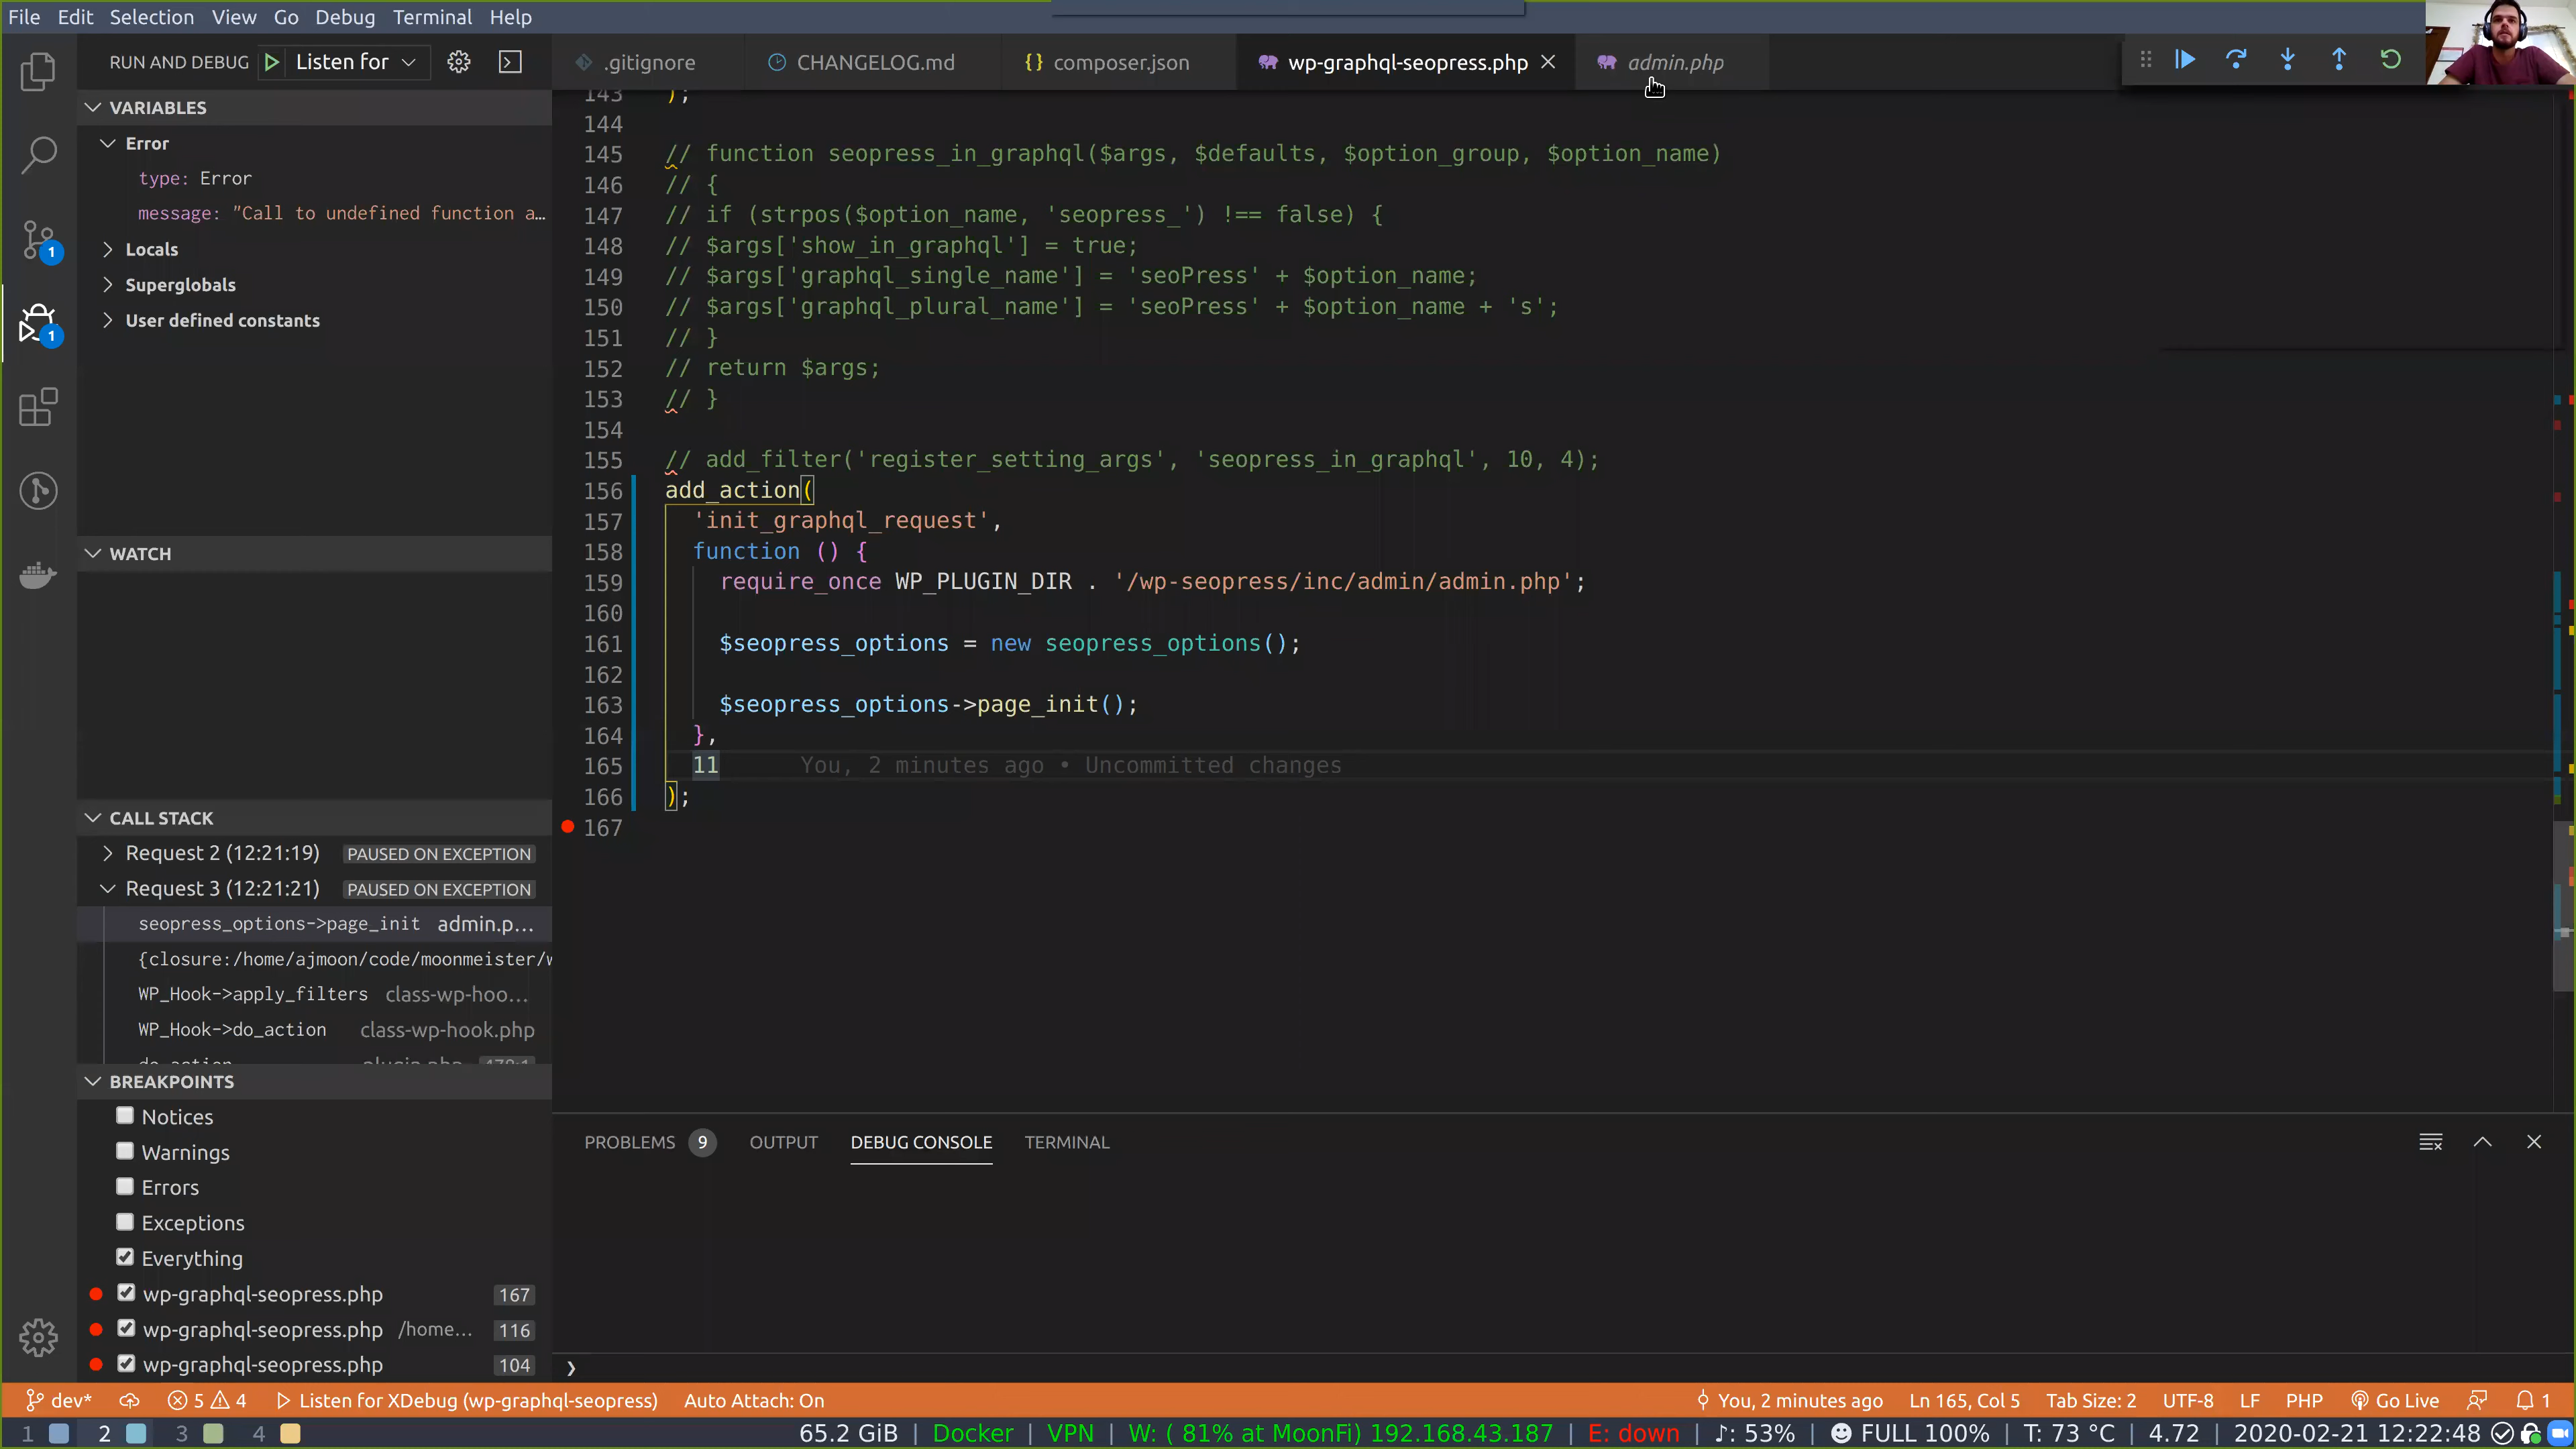 File Edit Selection View Go Debug Terminal Help
RUN AND DEBUG Listen for
.gitignore CHANGELOG.md {} composer.json wp-graphql-seopress.php admin.php
VARIABLES
Error
type: Error
message: "Call to undefined function a…
Locals
Superglobals
User defined constants
WATCH
CALL STACK
Request 2 (12:21:19) PAUSED ON EXCEPTION
Request 3 (12:21:21) PAUSED ON EXCEPTION
seopress_options->page_init admin.p…
{closure:/home/ajmoon/code/moonmeister/w
WP_Hook->apply_filters class-wp-hoo…
WP_Hook->do_action class-wp-hook.php
do_action plugin.php 478:1
BREAKPOINTS
Notices
Warnings
Errors
Exceptions
Everything
wp-graphql-seopress.php 167
wp-graphql-seopress.php /home… 116
wp-graphql-seopress.php 104
143 );
144
145 // function seopress_in_graphql($args, $defaults, $option_group, $option_name)
146 // {
147 // if (strpos($option_name, 'seopress_') !== false) {
148 // $args['show_in_graphql'] = true;
149 // $args['graphql_single_name'] = 'seoPress' + $option_name;
150 // $args['graphql_plural_name'] = 'seoPress' + $option_name + 's';
151 // }
152 // return $args;
153 // }
154
155 // add_filter('register_setting_args', 'seopress_in_graphql', 10, 4);
156 add_action(
157 'init_graphql_request',
158 function () {
159 require_once WP_PLUGIN_DIR . '/wp-seopress/inc/admin/admin.php';
160
161 $seopress_options = new seopress_options();
162
163 $seopress_options->page_init();
164 },
165 11 You, 2 minutes ago • Uncommitted changes
166 );
167
PROBLEMS 9 OUTPUT DEBUG CONSOLE TERMINAL
dev* 5 4 Listen for XDebug (wp-graphql-seopress) Auto Attach: On You, 2 minutes ago Ln 165, Col 5 Tab Size: 2 UTF-8 LF PHP Go Live 1
1 2 3 4 65.2 GiB | Docker | VPN | W: ( 81% at MoonFi) 192.168.43.187 | E: down | ♪: 53% | FULL 100% | T: 73 °C | 4.72 | 2020-02-21 12:22:48